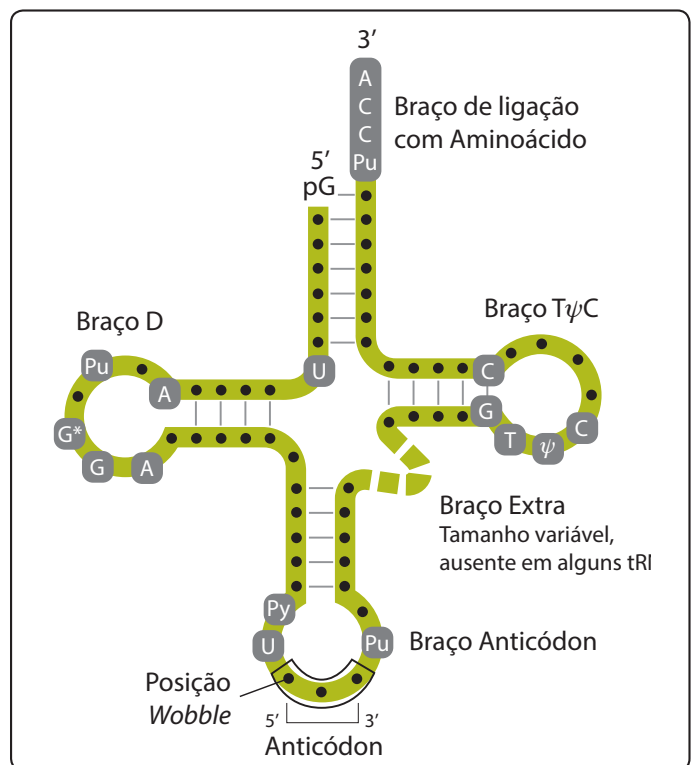 3’
A
C
C
Pu
Braço de ligação
com Aminoácido
5’
pG
Braço D
Braço TψC
Pu
A
U
C
G*
G
A
G
T
ψ
C
Braço Extra
Tamanho variável,
ausente em alguns
Py
U
Pu
Braço Anticódon
Posição
Wobble
5’
3’
Anticódon